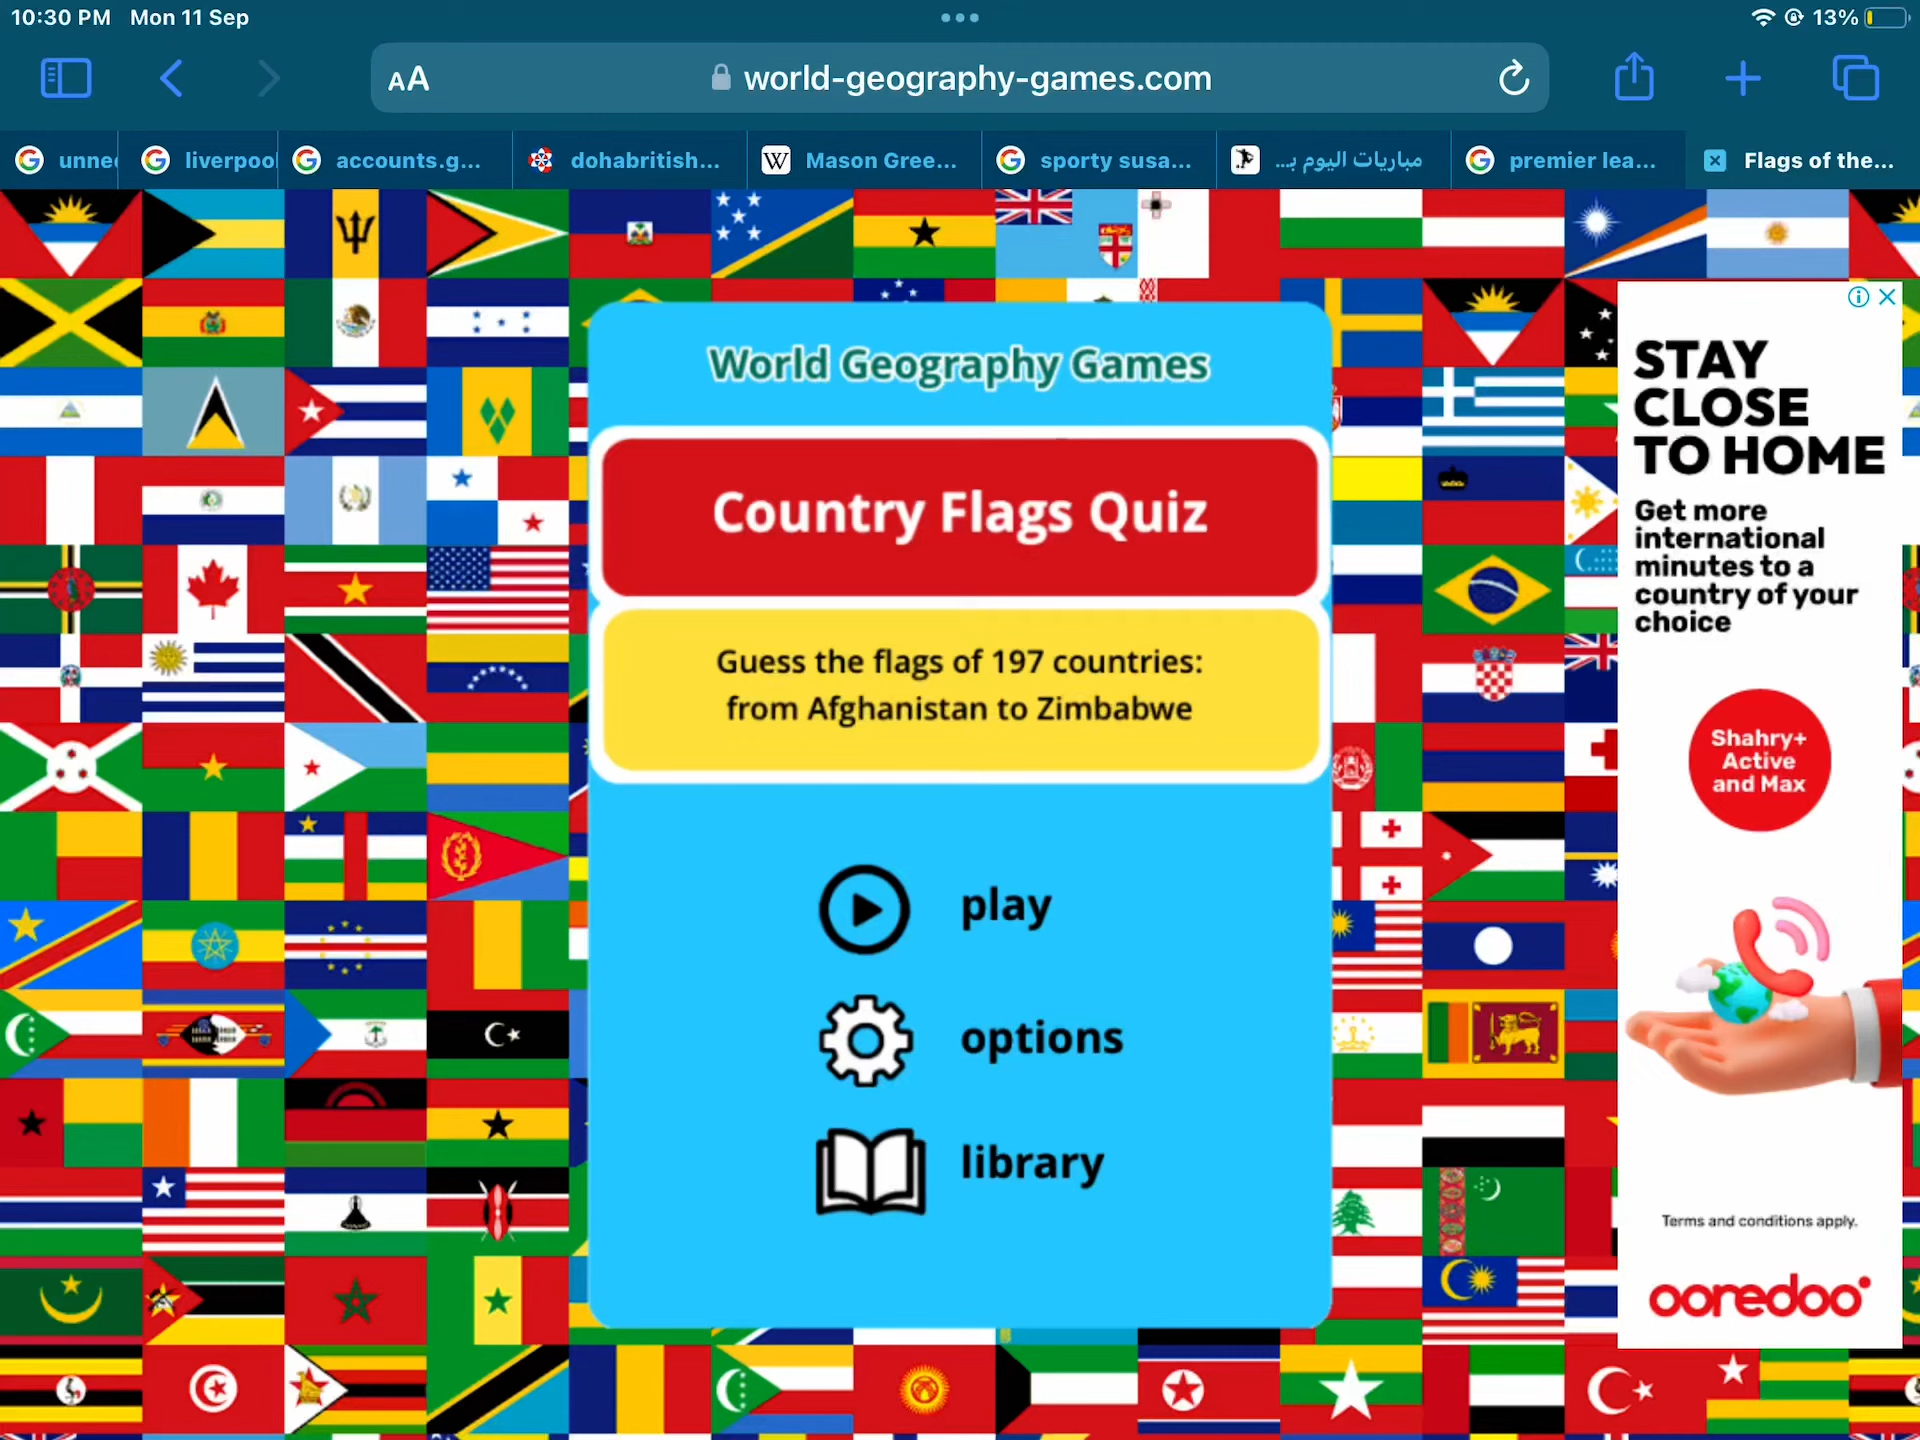 10:30 PM Mon 11 Sep
13%
AA
world-geography-games.com
unne
liverpool
accounts.g...
dohabritish...
W
Mason Gree...
sporty susa...
مباريات اليوم بـ...
premier lea...
Flags of the...
World Geography Games
Country Flags Quiz
Guess the flags of 197 countries:
from Afghanistan to Zimbabwe
play
options
library
STAY
CLOSE
TO HOME
Get more
international
minutes to a
country of your
choice
Shahry+
Active
and Max
Terms and conditions apply.
ooredoo